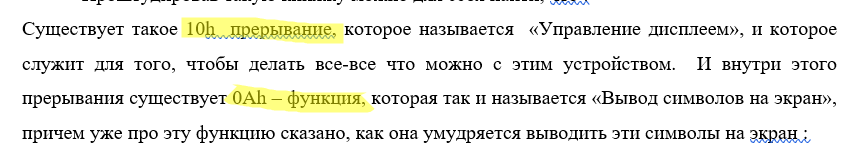 Существует такое 10h прерывание, которое называется «Управление дисплеем», и которое
служит для того, чтобы делать все-все что можно с этим устройством. И внутри этого
прерывания существует 0Ah – функция, которая так и называется «Вывод символов на экран»,
причем уже про эту функцию сказано, как она умудряется выводить эти символы на экран :